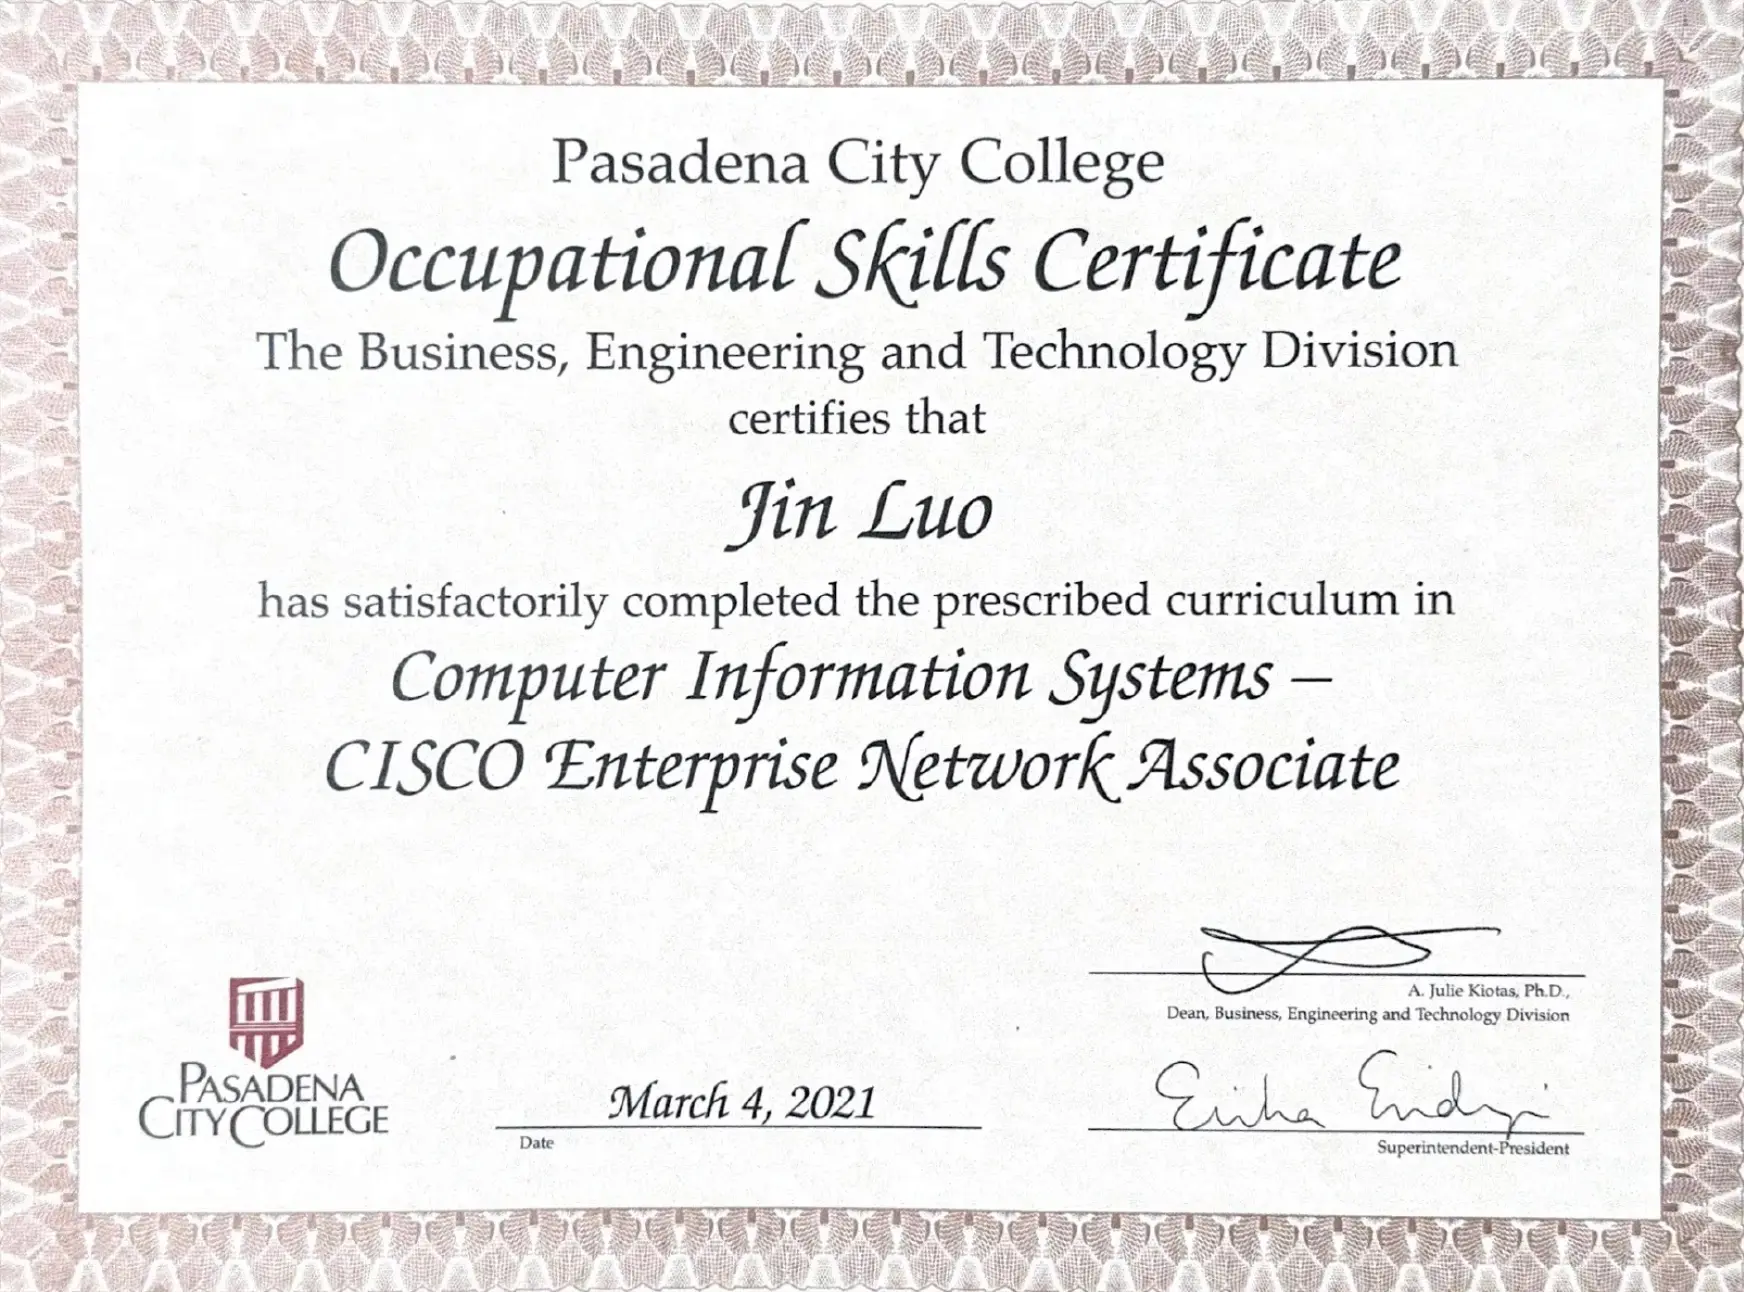 Pasadena City College
Occupational Skills Certificate
The Business, Engineering and Technology Division
certifies that
Jin Luo
has satisfactorily completed the prescribed curriculum in
Computer Information Systems –
CISCO Enterprise Network Associate
A. Julie Kiotas, Ph.D.,
Dean, Business, Engineering and Technology Division
PASADENA
CITY COLLEGE
March 4, 2021
Date
Superintendent-President